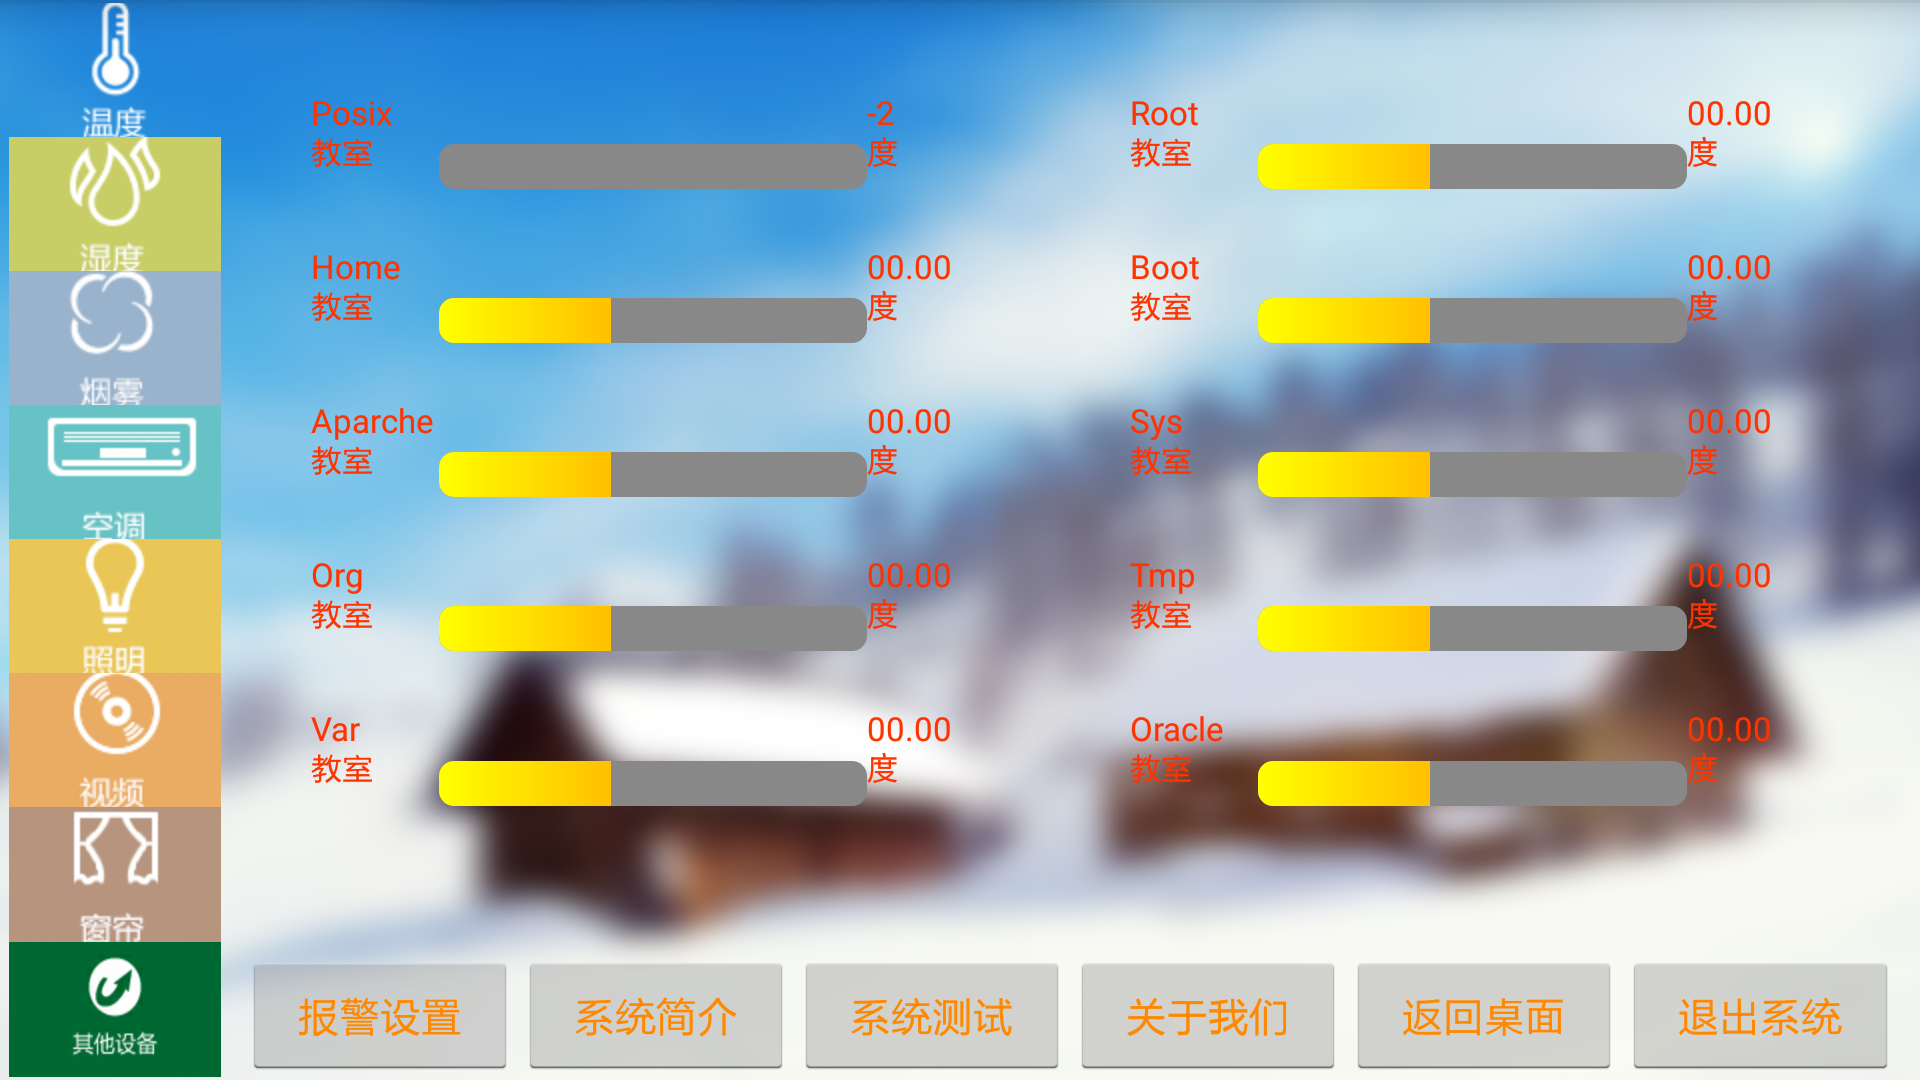 温度
湿度
烟雾
空调
照明
视频
窗帘
其他设备
Posix
教室
-2
度
Root
教室
00.00
度
Home
教室
00.00
度
Boot
教室
00.00
度
Aparche
教室
00.00
度
Sys
教室
00.00
度
Org
教室
00.00
度
Tmp
教室
00.00
度
Var
教室
00.00
度
Oracle
教室
00.00
度
报警设置
系统简介
系统测试
关于我们
返回桌面
退出系统